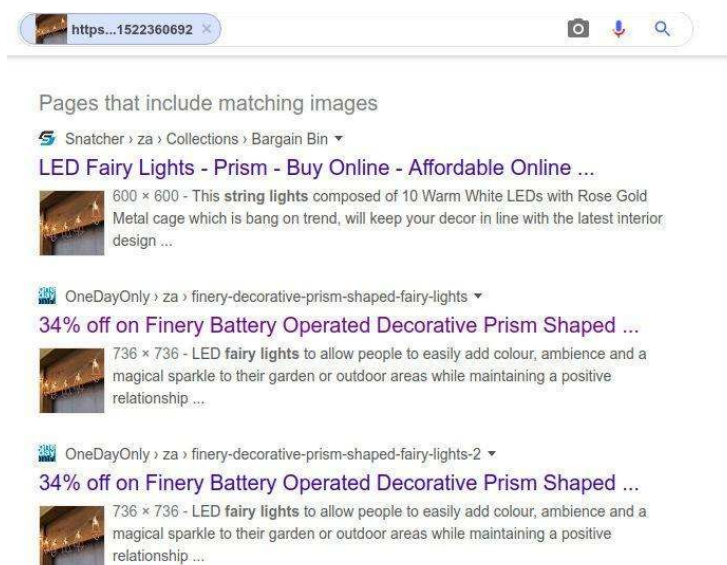 https...1522360692 ×
Pages that include matching images
Snatcher › za › Collections › Bargain Bin ▼
LED Fairy Lights - Prism - Buy Online - Affordable Online ...
600 × 600 - This string lights composed of 10 Warm White LEDs with Rose Gold
Metal cage which is bang on trend, will keep your decor in line with the latest interior
design ...
OneDayOnly › za › finery-decorative-prism-shaped-fairy-lights ▼
34% off on Finery Battery Operated Decorative Prism Shaped ...
736 × 736 - LED fairy lights to allow people to easily add colour, ambience and a
magical sparkle to their garden or outdoor areas while maintaining a positive
relationship ...
OneDayOnly › za › finery-decorative-prism-shaped-fairy-lights-2 ▼
34% off on Finery Battery Operated Decorative Prism Shaped ...
736 × 736 - LED fairy lights to allow people to easily add colour, ambience and a
magical sparkle to their garden or outdoor areas while maintaining a positive
relationship ...